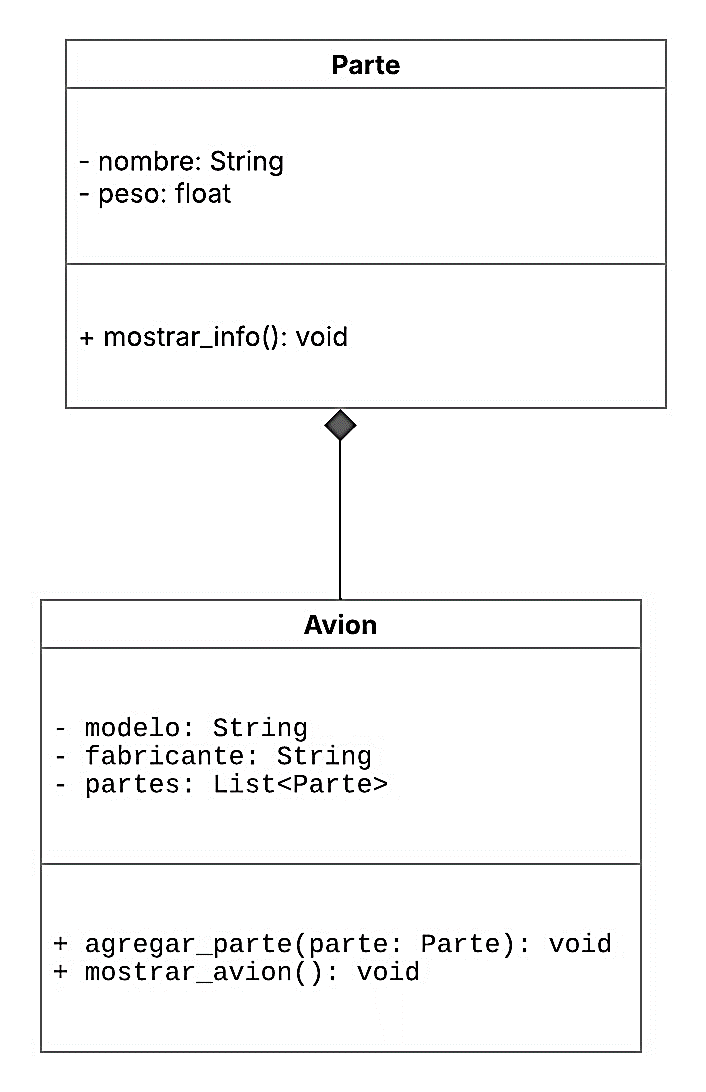 Parte
- nombre: String
- peso: float
+ mostrar_info(): void
Avion
- modelo: String
- fabricante: String
- partes: List<Parte>
+ agregar_parte(parte: Parte): void
+ mostrar_avion(): void